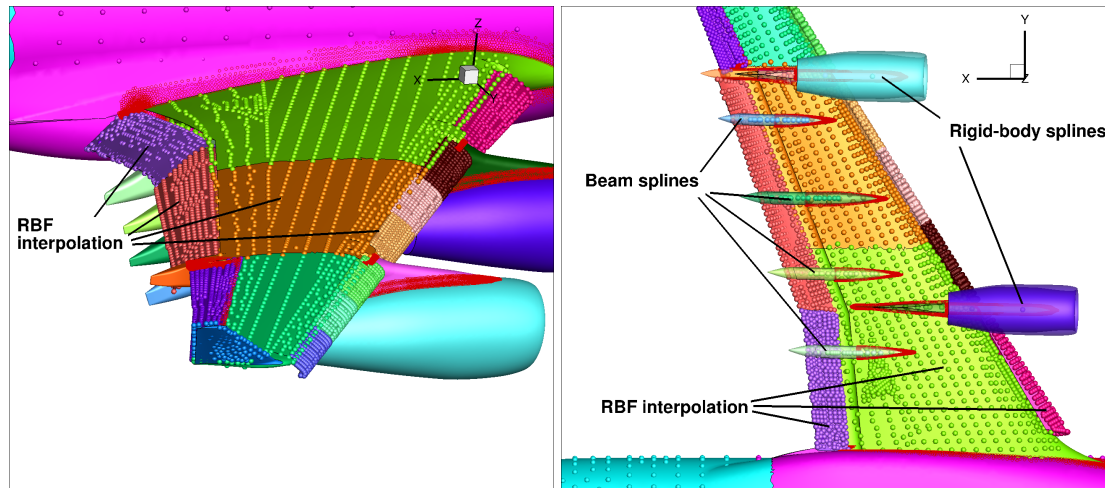 Z
X
Y
RBF
interpolation
Y
X
Z
Rigid-body splines
Beam splines
RBF interpolation